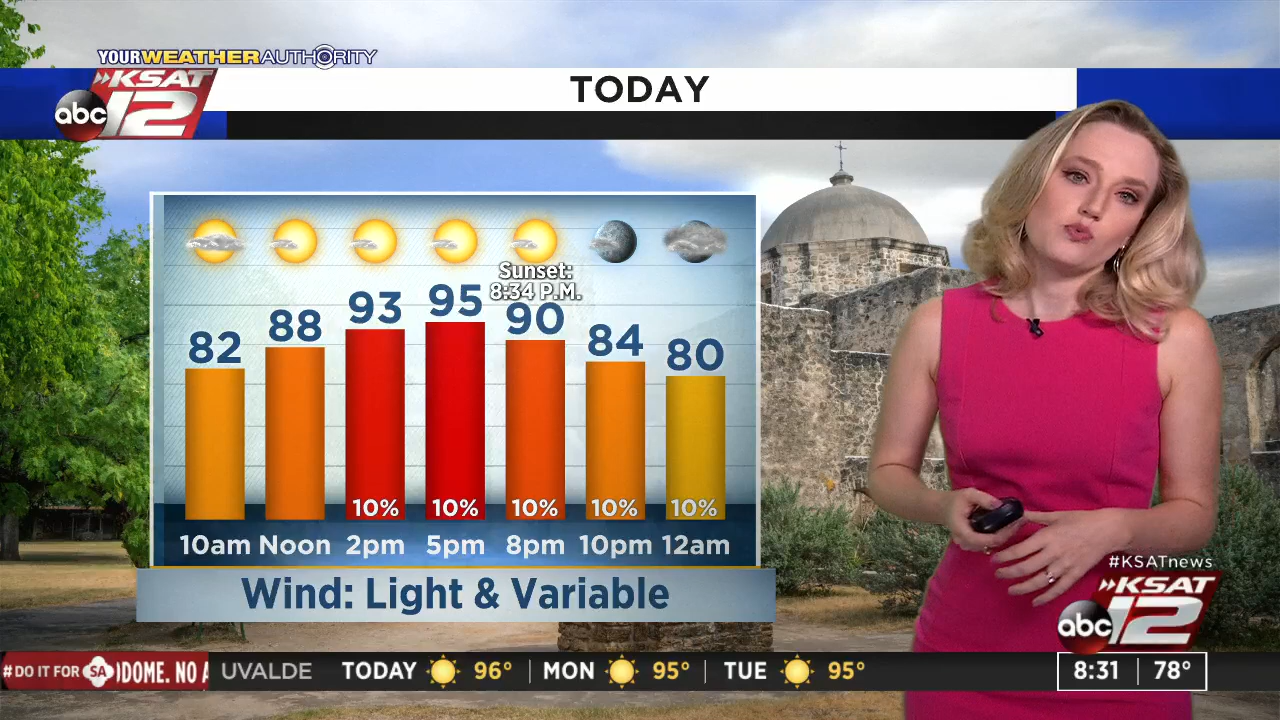 YOURWEATHERAUTHORITY
KSAT
abc 12
TODAY
Sunset:
8:34 P.M.
82 88 93 95 90 84 80
10% 10% 10% 10% 10%
10am Noon 2pm 5pm 8pm 10pm 12am
Wind: Light & Variable
#KSATnews
KSAT
abc 12
# DO IT FOR SA DOME. NO UVALDE TODAY 96° MON 95° TUE 95° 8:31 78°